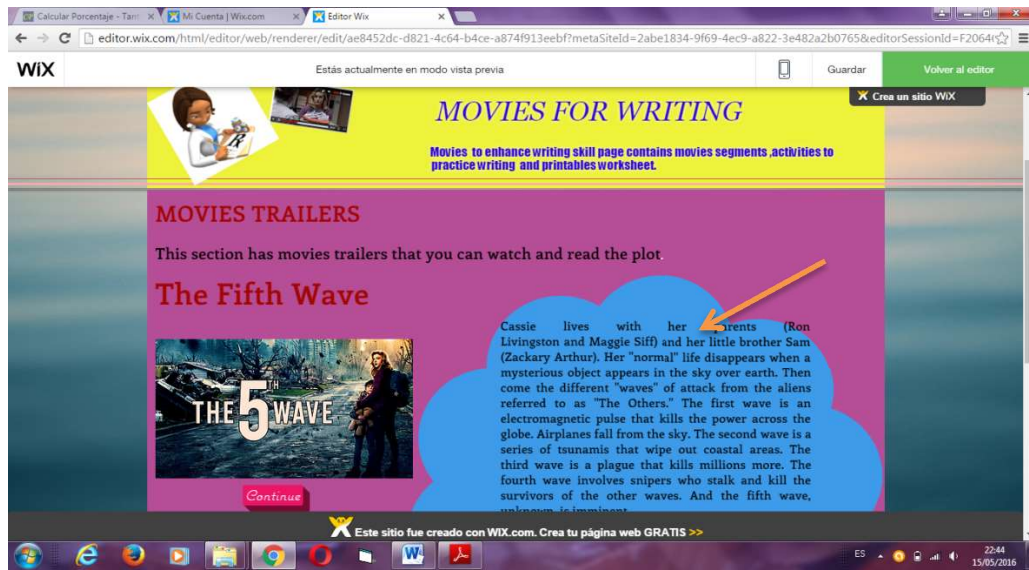 Calcular Porcentaje - Tant
Mi Cuenta | Wix.com
Editor Wix
editor.wix.com/html/editor/web/renderer/edit/ae8452dc-d821-4c64-b4ce-a874f913eebf?metaSiteId=2abe1834-9f69-4ec9-a822-3e482a2b0765&editorSessionId=F2064
WiX
Estás actualmente en modo vista previa
Guardar
Volver al editor
Crea un sitio WiX
MOVIES FOR WRITING
Movies to enhance writing skill page contains movies segments ,activities to
practice writing and printables worksheet.
MOVIES TRAILERS
This section has movies trailers that you can watch and read the plot.
The Fifth Wave
THE 5TH WAVE
Continue
Cassie lives with her parents (Ron
Livingston and Maggie Siff) and her little brother Sam
(Zackary Arthur). Her "normal" life disappears when a
mysterious object appears in the sky over earth. Then
come the different "waves" of attack from the aliens
referred to as "The Others." The first wave is an
electromagnetic pulse that kills the power across the
globe. Airplanes fall from the sky. The second wave is a
series of tsunamis that wipe out coastal areas. The
third wave is a plague that kills millions more. The
fourth wave involves snipers who stalk and kill the
survivors of the other waves. And the fifth wave,
unknown, is imminent
Este sitio fue creado con WIX.com. Crea tu página web GRATIS >>
ES
22:44
15/05/2016